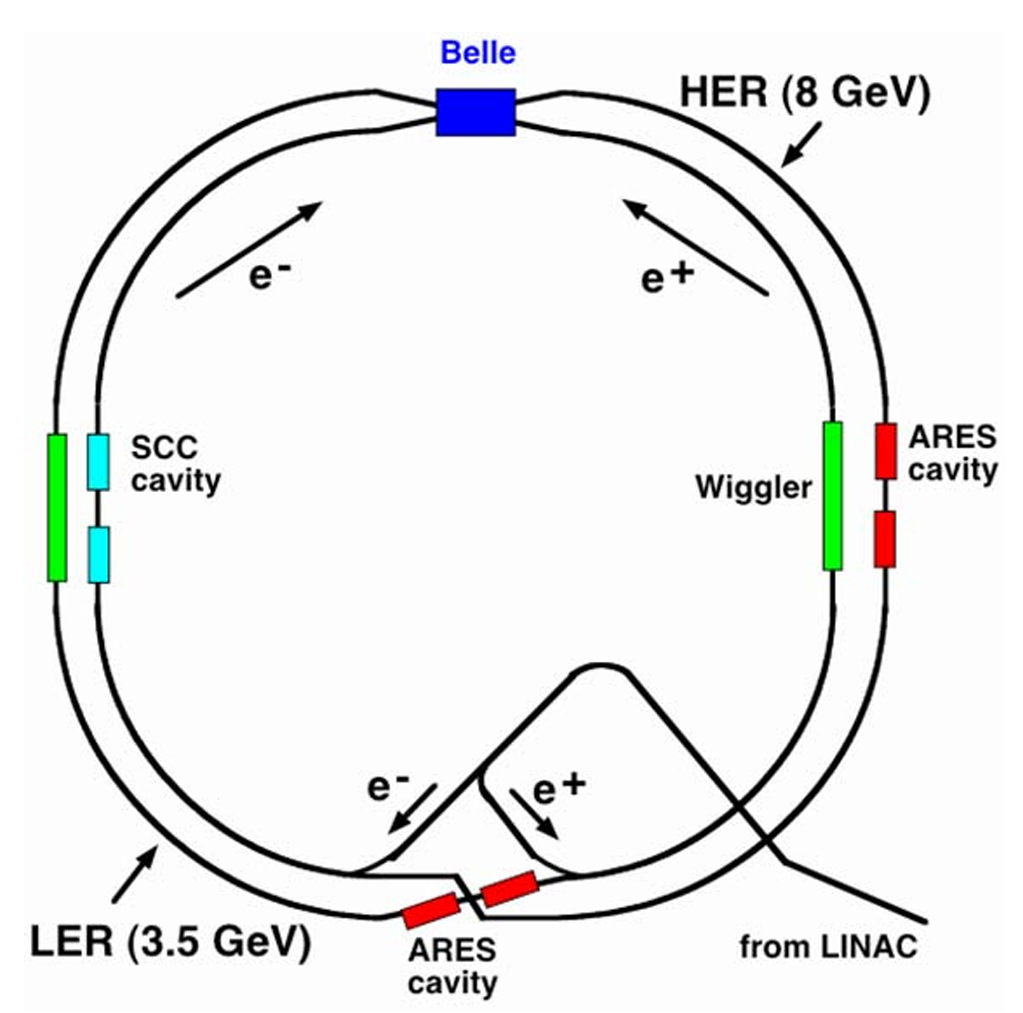 Belle
HER (8 GeV)
e-
e+
SCC
cavity
Wiggler
ARES
cavity
e-
e+
LER (3.5 GeV)
ARES
cavity
from LINAC